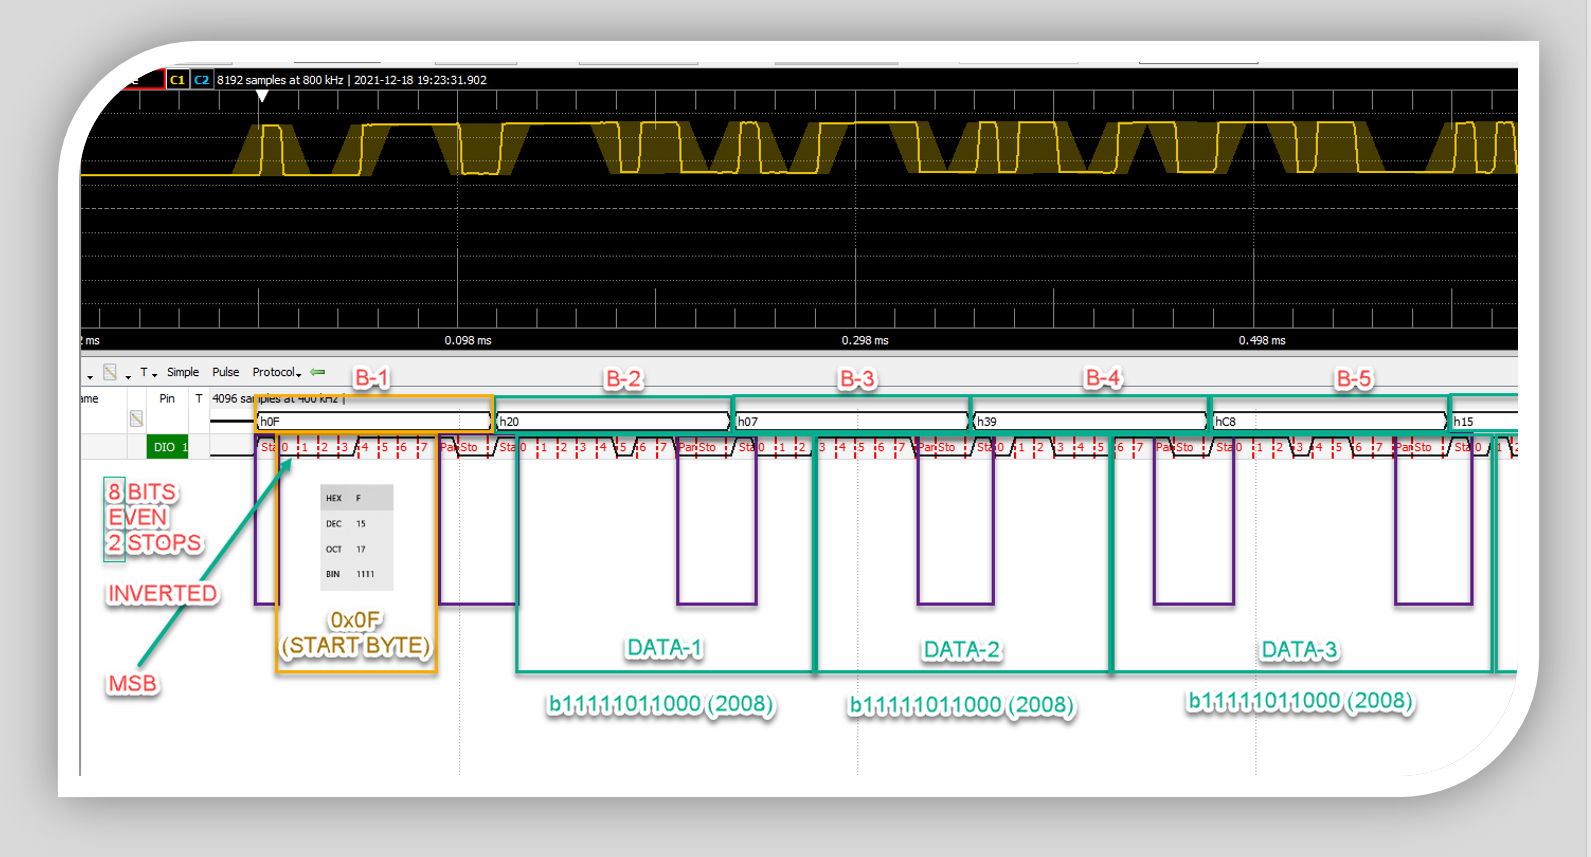 e C1 C2 8192 samples at 800 kHz | 2021-12-18 19:23:31.902
ms 0.098 ms 0.298 ms 0.498 ms
T Simple Pulse Protocol
B-1 B-2 B-3 B-4 B-5
ame Pin T 4096 samples at 400 kHz |
h0F h20 h07 h39 hC8 h15
DIO 1 Sta 0 1 2 3 4 5 6 7 Par Sto Sta 0 1 2 3 4 5 6 7 Par Sto Sta 0 1 2 3 4 5 6 7 Par Sto Sta 0 1 2 3 4 5 6 7 Par Sto Sta 0 1 2 3 4 5 6 7 Par Sto Sta 0 1 2
8 BITS
EVEN
2 STOPS
INVERTED
MSB
HEX F
DEC 15
OCT 17
BIN 1111
0x0F
(START BYTE)
DATA-1 DATA-2 DATA-3
b11111011000 (2008) b11111011000 (2008) b11111011000 (2008)